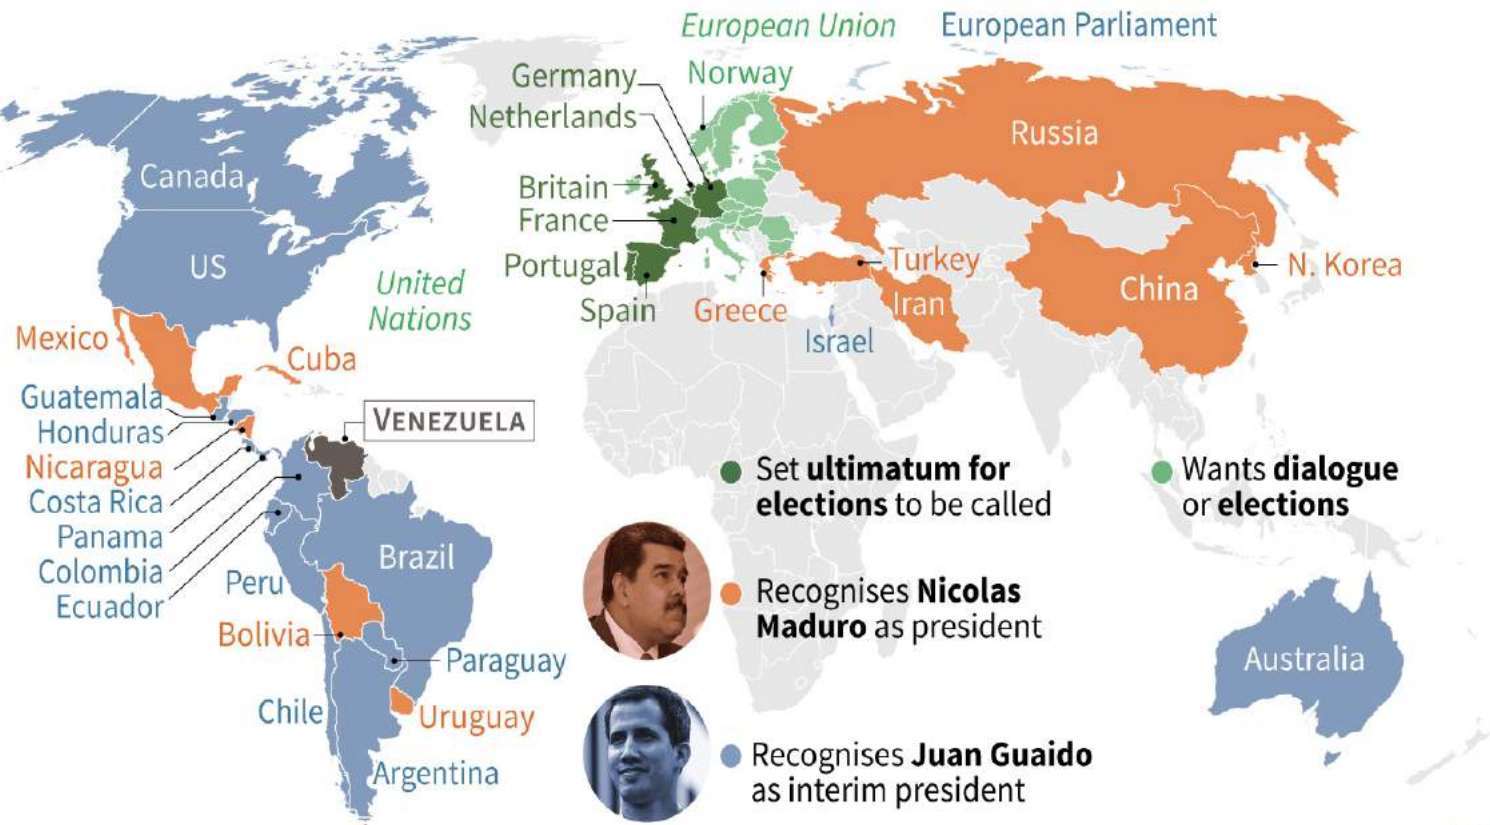 European Union
European Parliament
Germany
Norway
Netherlands
Russia
Canada
Britain
France
US
Portugal
Turkey
N. Korea
United
Nations
Spain
Greece
Iran
China
Israel
Mexico
Cuba
Guatemala
VENEZUELA
Honduras
Nicaragua
Costa Rica
Panama
Colombia
Ecuador
Peru
Brazil
Bolivia
Paraguay
Chile
Uruguay
Argentina
Australia
Set ultimatum for
elections to be called
Wants dialogue
or elections
Recognises Nicolas
Maduro as president
Recognises Juan Guaido
as interim president